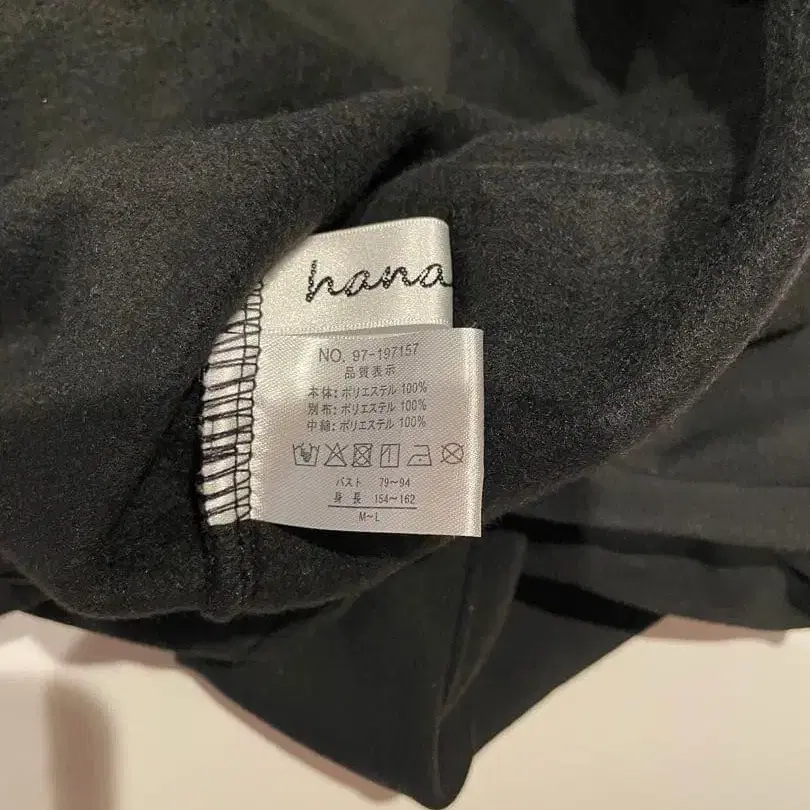 hana
NO. 97-197157
品質表示
本体: ポリエステル 100%
別布: ポリエステル 100%
中綿: ポリエステル 100%
バスト 79~94
身 長 154~162
M~L